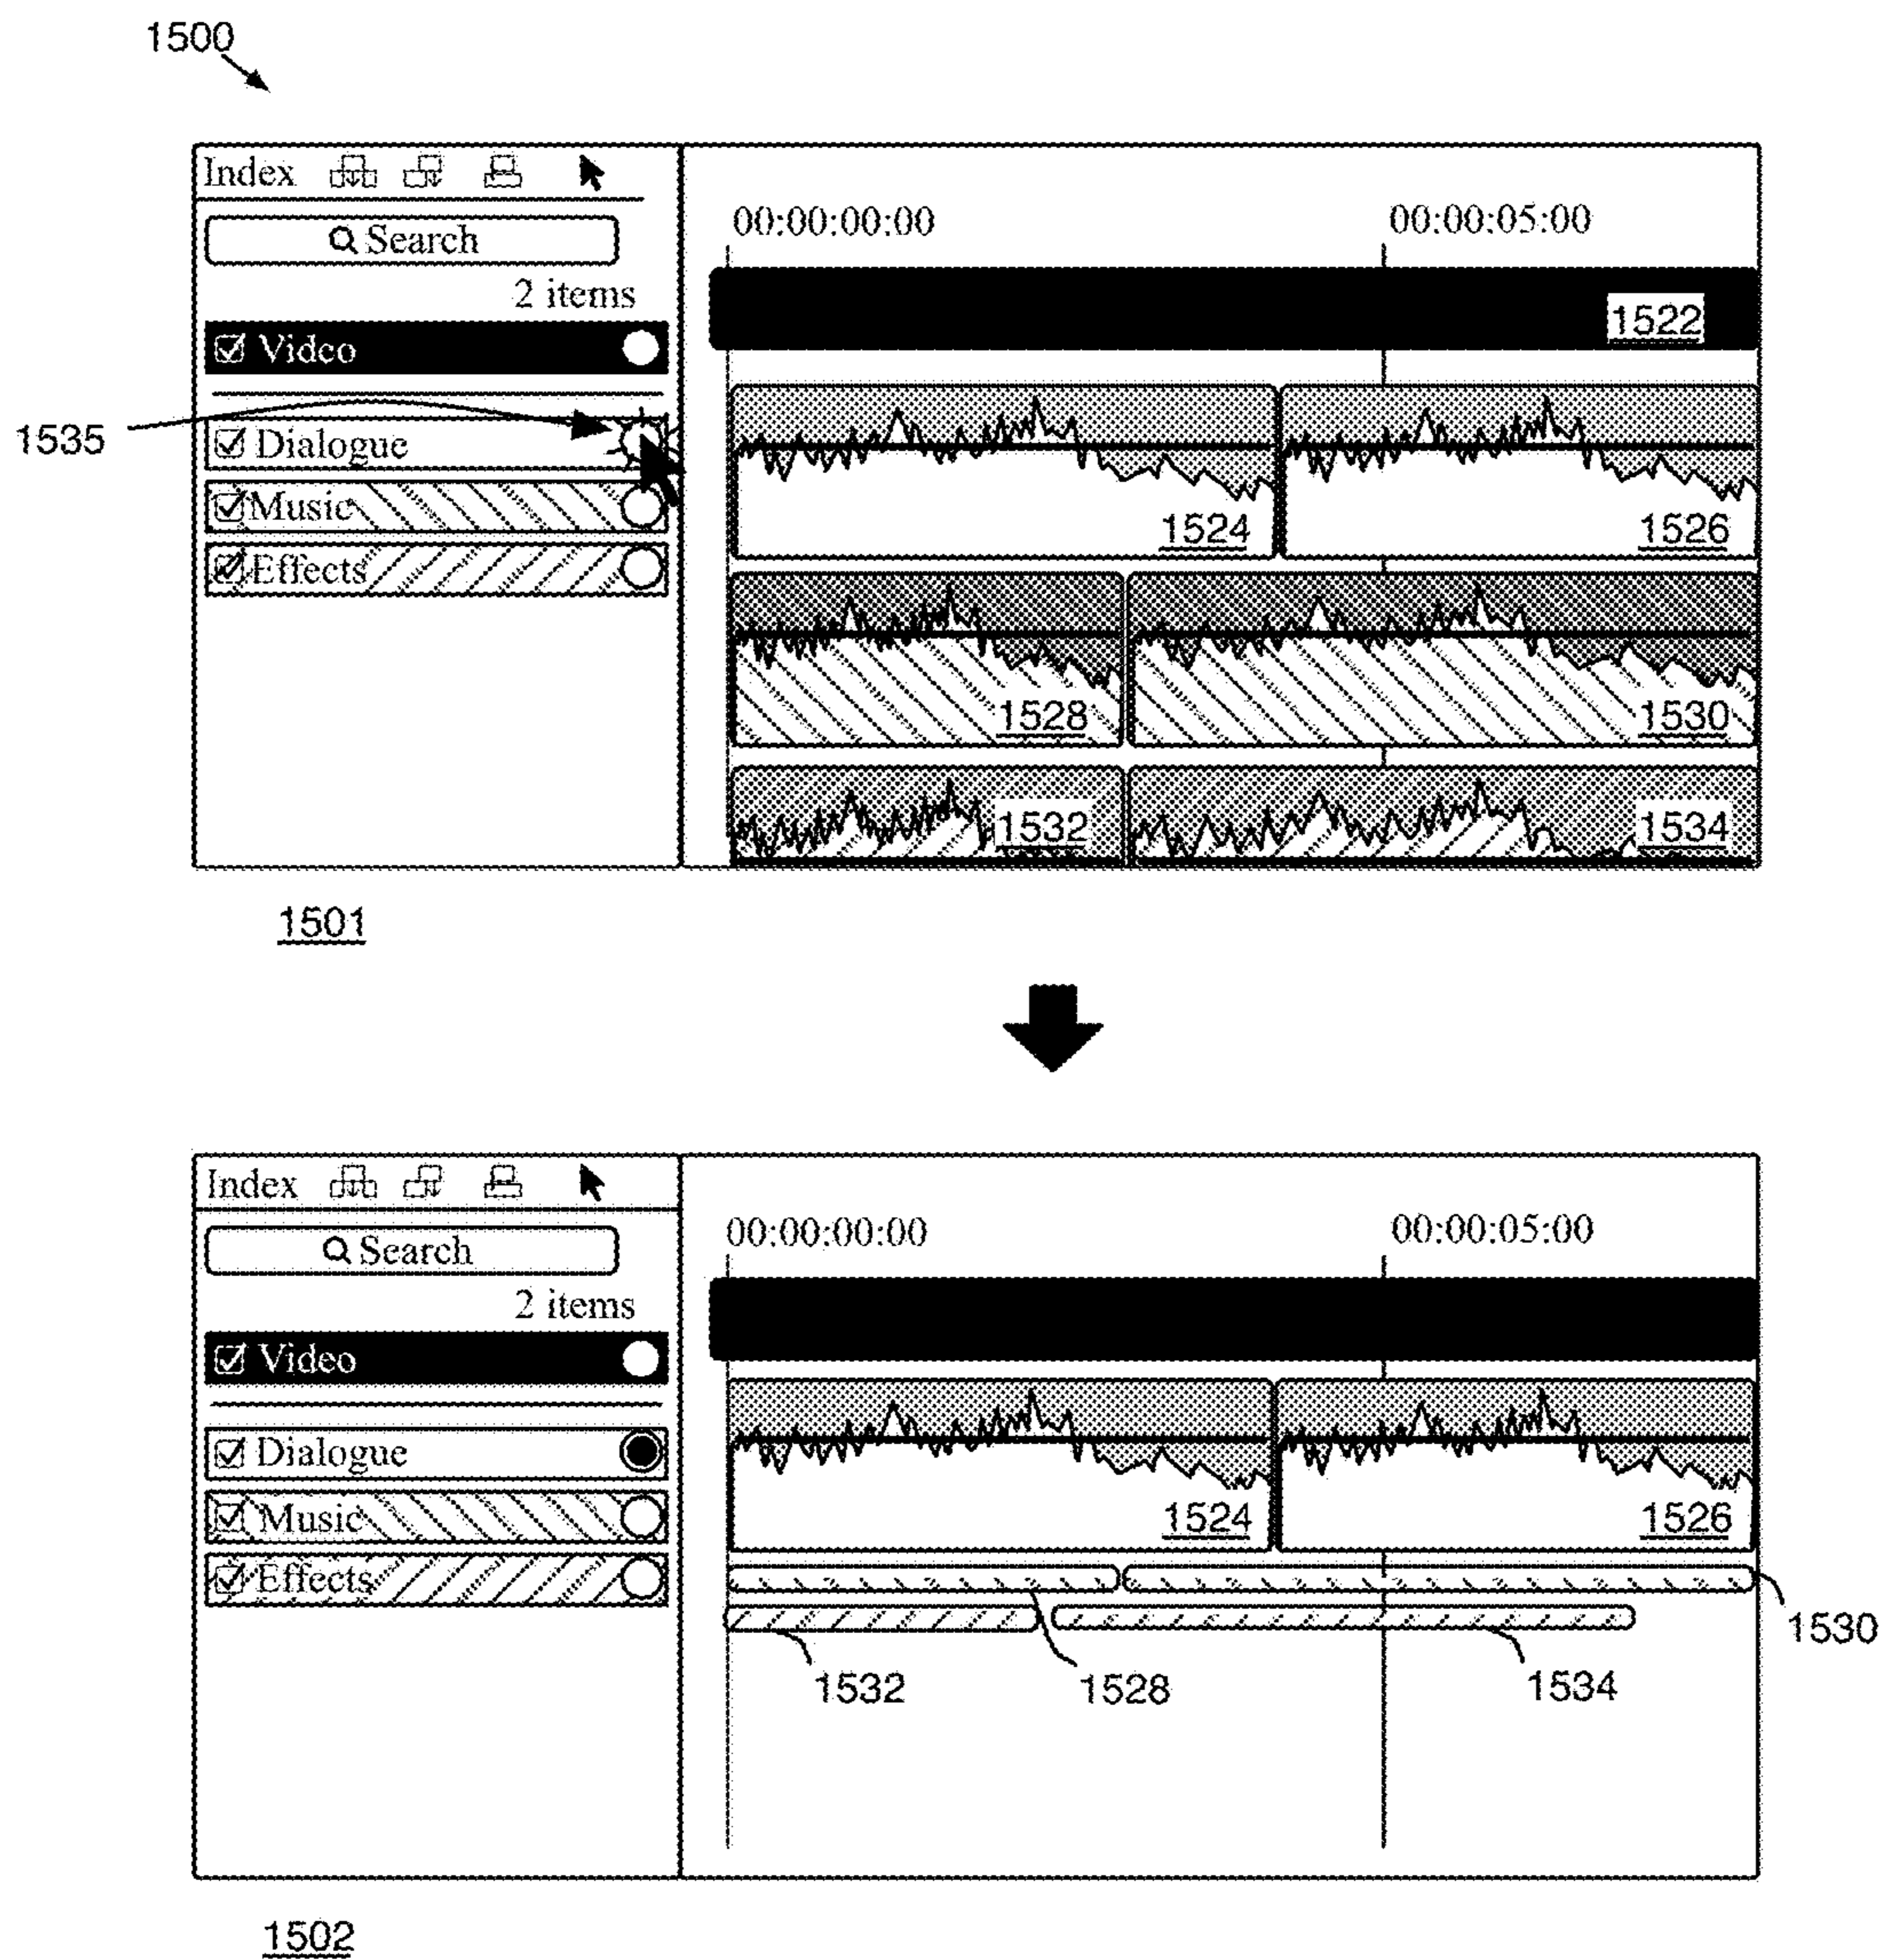 1500
Index
Search
2 items
Video
1535
Dialogue
Music
Effects
00:00:00:00 00:00:05:00
1522
1524 1526
1528 1530
1532 1534
1501
Index
Search
2 items
Video
Dialogue
Music
Effects
00:00:00:00 00:00:05:00
1524 1526
1530
1532 1528 1534
1502